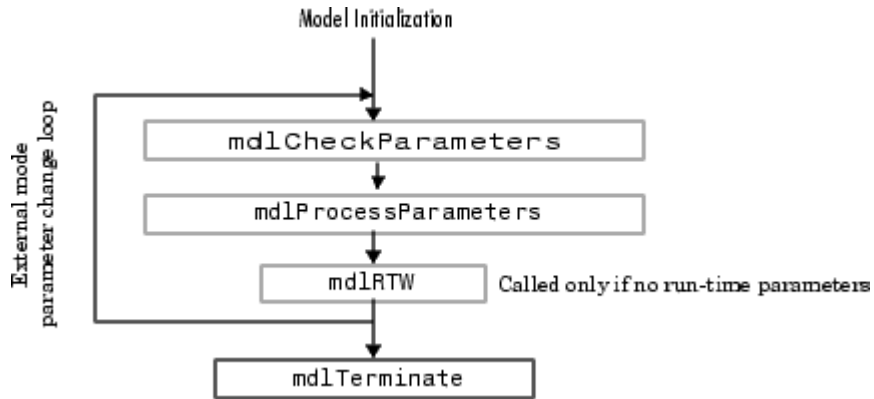 Model Initialization
External mode
parameter change loop
mdlCheckParameters
mdlProcessParameters
mdlRTW
Called only if no run-time parameters
mdlTerminate